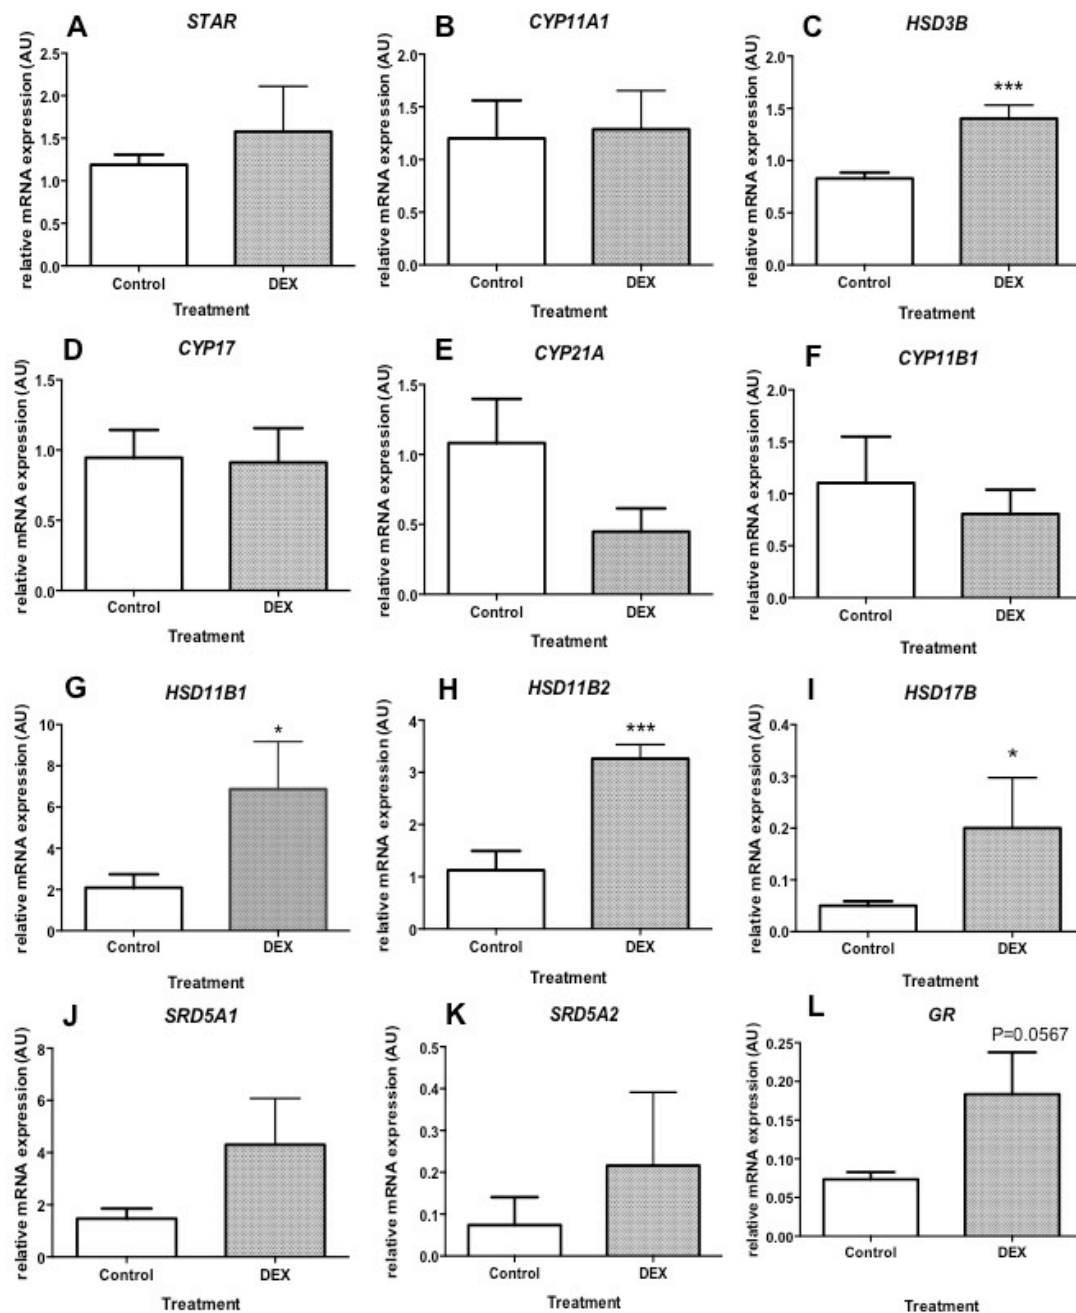 A
STAR
relative mRNA expression (AU)
2.5
2.0
1.5
1.0
0.5
0.0
Control
DEX
Treatment
B
CYP11A1
relative mRNA expression (AU)
2.0
1.5
1.0
0.5
0.0
Control
DEX
Treatment
C
HSD3B
relative mRNA expression (AU)
2.0
1.5
1.0
0.5
0.0
***
Control
DEX
Treatment
D
CYP17
relative mRNA expression (AU)
1.5
1.0
0.5
0.0
Control
DEX
Treatment
E
CYP21A
relative mRNA expression (AU)
1.5
1.0
0.5
0.0
Control
DEX
Treatment
F
CYP11B1
relative mRNA expression (AU)
2.0
1.5
1.0
0.5
0.0
Control
DEX
Treatment
G
HSD11B1
relative mRNA expression (AU)
10
8
6
4
2
0
*
Control
DEX
Treatment
H
HSD11B2
relative mRNA expression (AU)
4
3
2
1
0
***
Control
DEX
Treatment
I
HSD17B
relative mRNA expression (AU)
0.4
0.3
0.2
0.1
0.0
*
Control
DEX
Treatment
J
SRD5A1
relative mRNA expression (AU)
8
6
4
2
0
Control
DEX
Treatment
K
SRD5A2
relative mRNA expression (AU)
0.5
0.4
0.3
0.2
0.1
0.0
Control
DEX
Treatment
L
GR
relative mRNA expression (AU)
P=0.0567
0.25
0.20
0.15
0.10
0.05
0.00
Control
DEX
Treatment